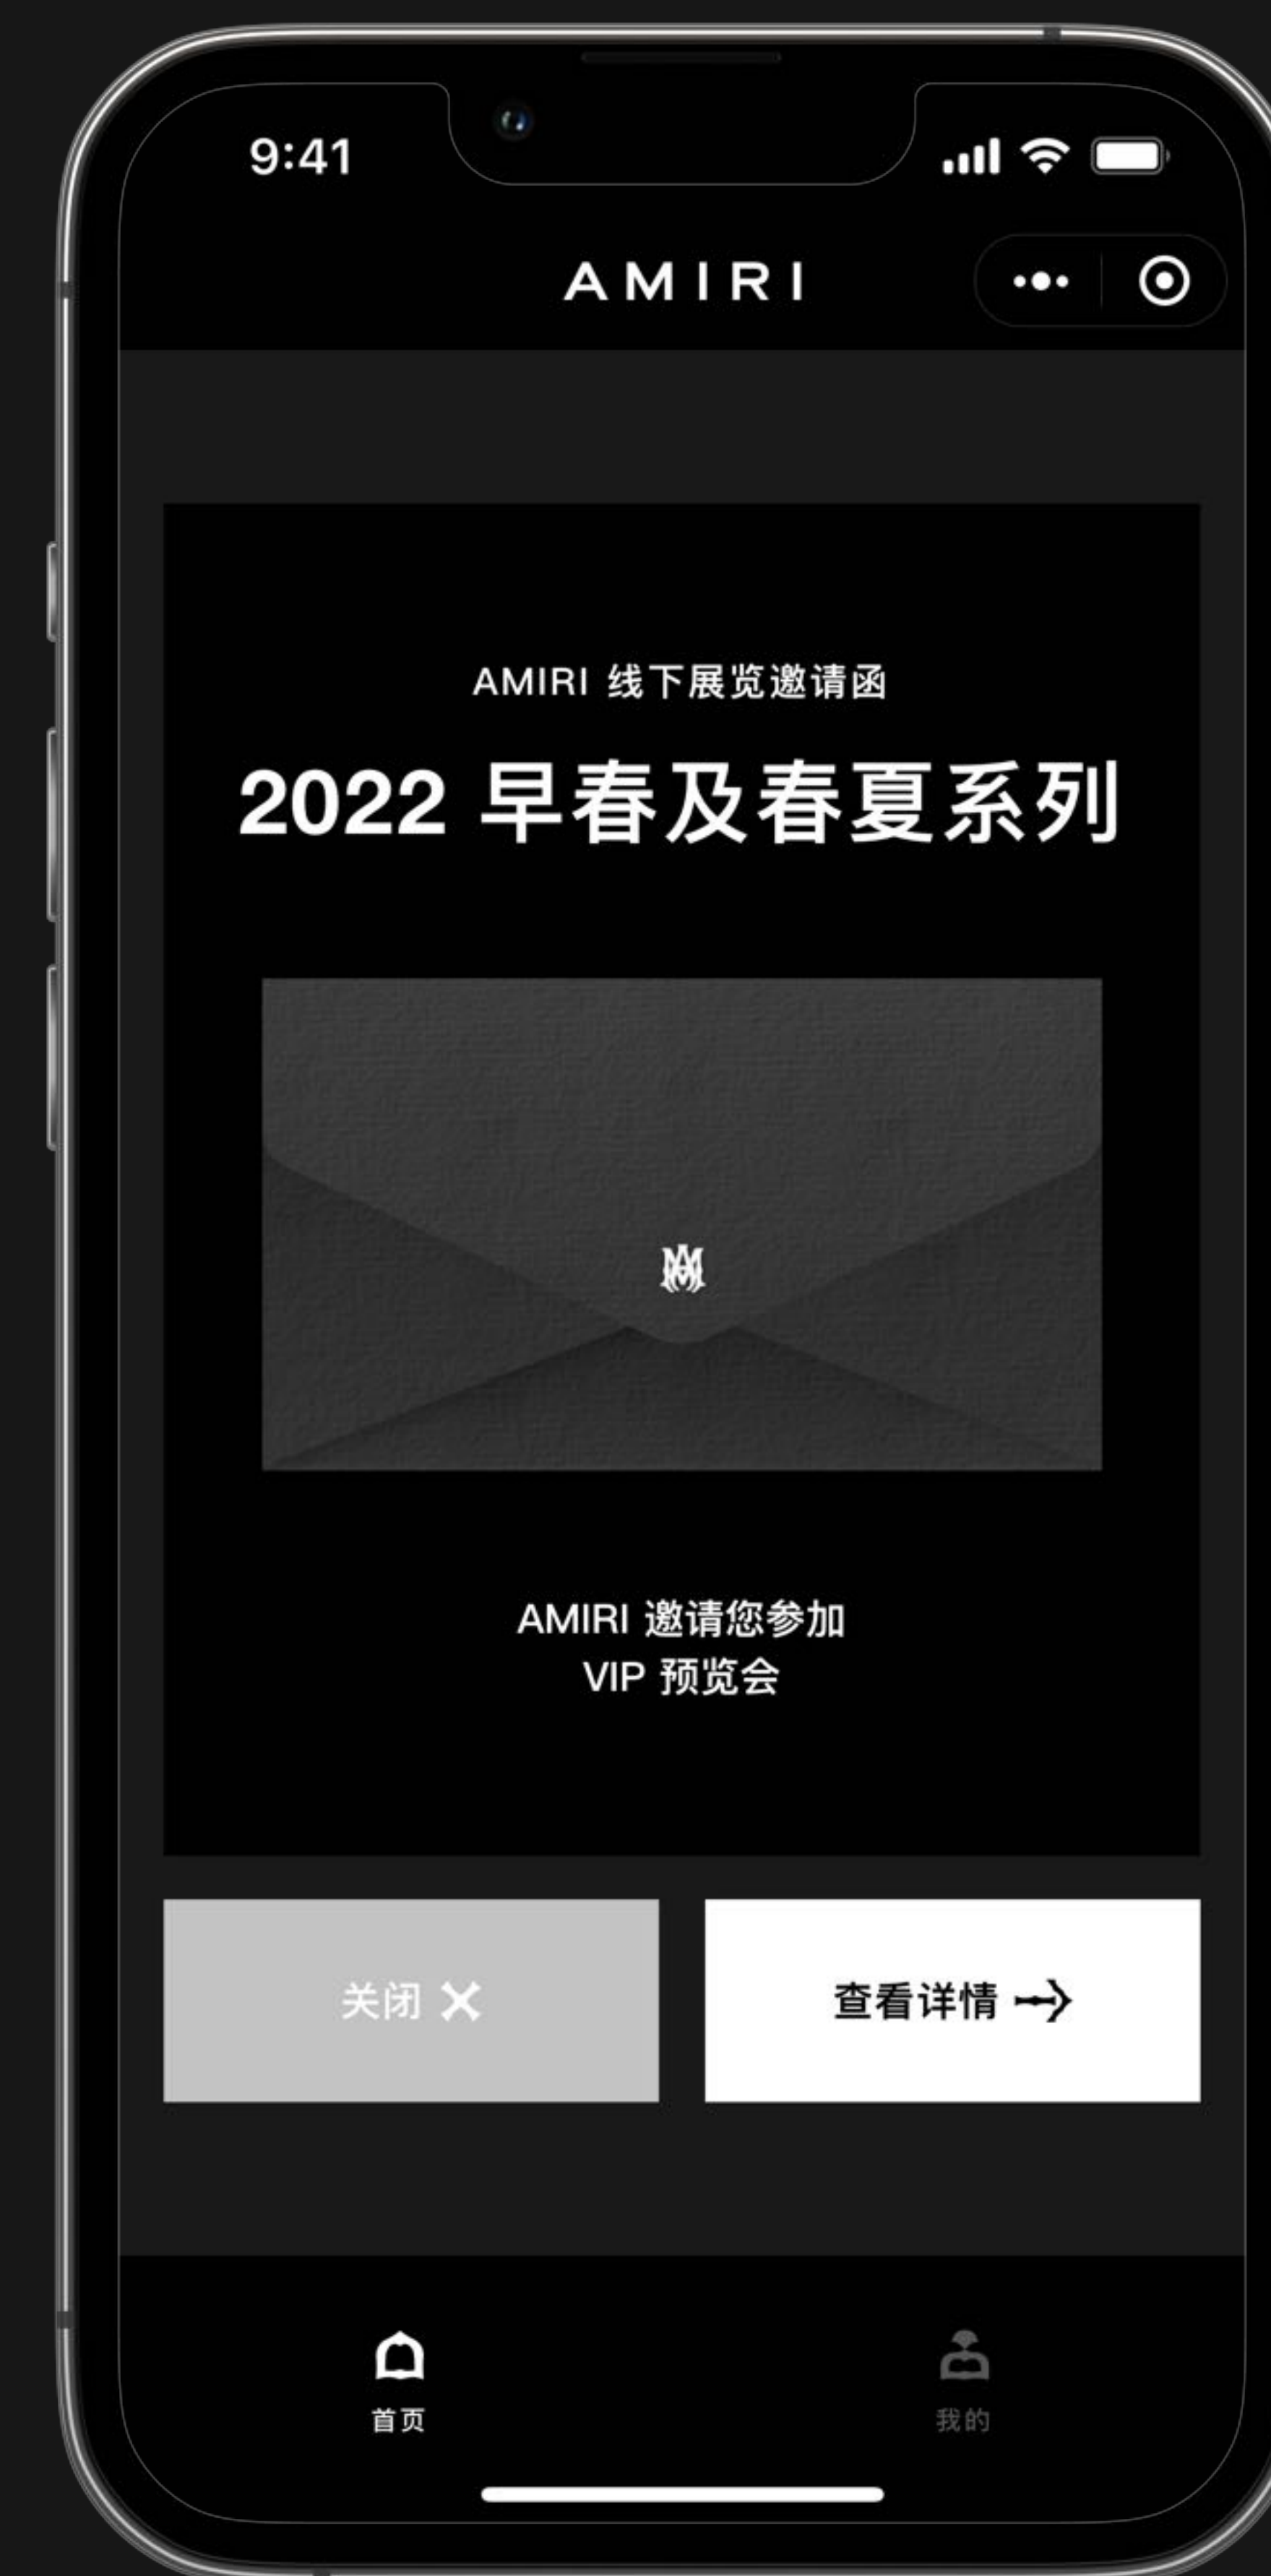 9:41
AMIRI
AMIRI 线下展览邀请函
2022 早春及春夏系列
AMIRI 邀请您参加
VIP 预览会
关闭
查看详情
首页
我的